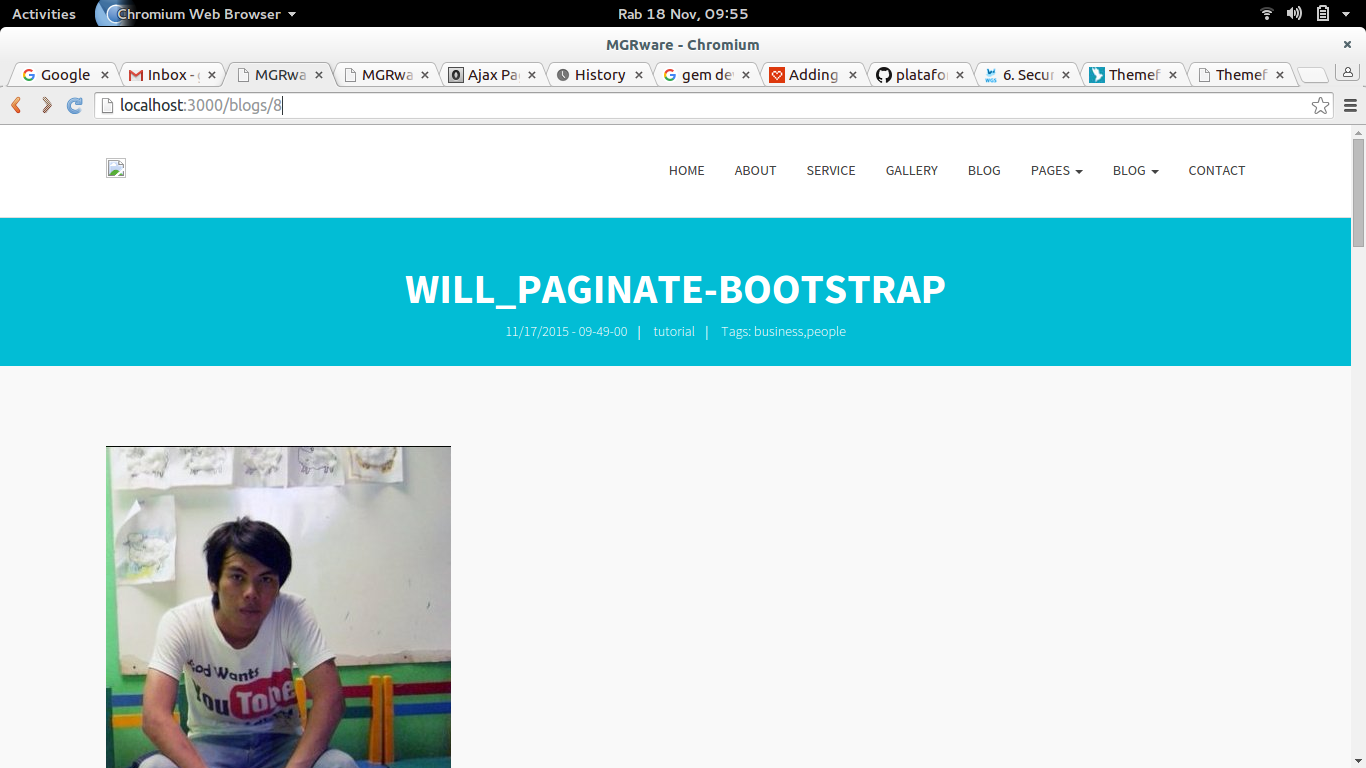 Activities Chromium Web Browser Rab 18 Nov, 09:55
MGRware - Chromium
Google Inbox - MGRwa MGRwa Ajax Pa History gem de Adding platafo 6. Secur Themef Themef
localhost:3000/blogs/8
HOME ABOUT SERVICE GALLERY BLOG PAGES BLOG CONTACT
WILL_PAGINATE-BOOTSTRAP
11/17/2015 - 09-49-00 | tutorial | Tags: business,people
God Wants
You To